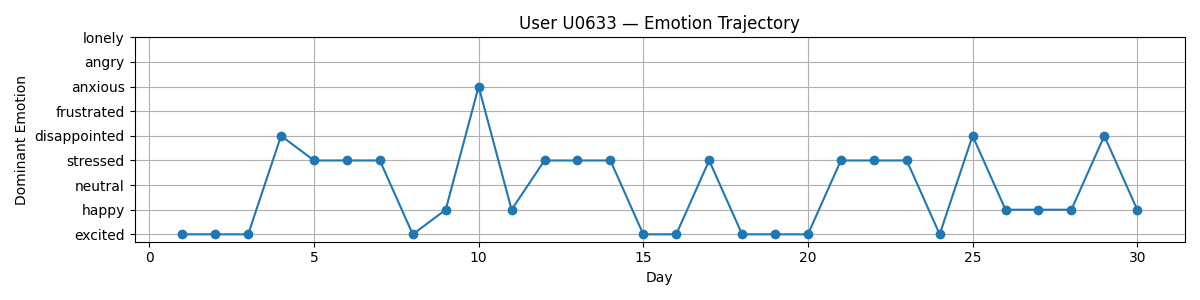 User U0633 — Emotion Trajectory
Dominant Emotion
lonely
angry
anxious
frustrated
disappointed
stressed
neutral
happy
excited
0 5 10 15 20 25 30
Day